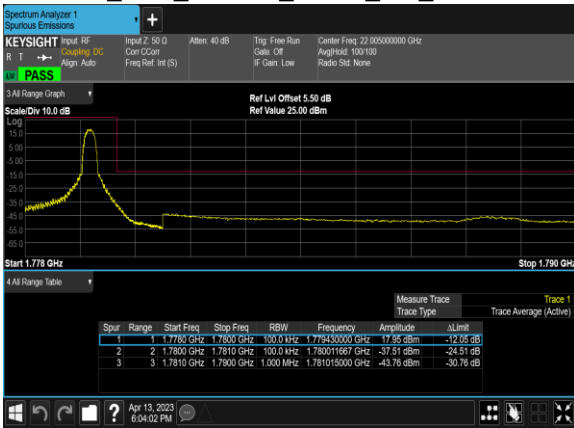 Spectrum Analyzer 1
Spurious Emissions
+
KEYSIGHT Input: RF Input Z: 50 Ω Atten: 40 dB Trig: Free Run Center Freq: 22.005000000 GHz
R T Coupling: DC Corr CCorr Gate: Off Avg|Hold: 100/100
Align: Auto Freq Ref: Int (S) IF Gain: Low Radio Std: None
PASS
3 All Range Graph
Ref Lvl Offset 5.50 dB
Scale/Div 10.0 dB Ref Value 25.00 dBm
Log
15.0
5.00
-5.00
-15.0
-25.0
-35.0
-45.0
-55.0
-65.0
Start 1.778 GHz Stop 1.790 GHz
4 All Range Table
Measure Trace Trace 1
Trace Type Trace Average (Active)
Spur Range Start Freq Stop Freq RBW Frequency Amplitude ΔLimit
1 1 1.7780 GHz 1.7800 GHz 100.0 kHz 1.779430000 GHz 17.95 dBm -12.05 dB
2 2 1.7800 GHz 1.7810 GHz 100.0 kHz 1.780011667 GHz -37.51 dBm -24.51 dB
3 3 1.7810 GHz 1.7900 GHz 1.000 MHz 1.781015000 GHz -43.76 dBm -30.76 dB
? Apr 13, 2023
6:04:02 PM